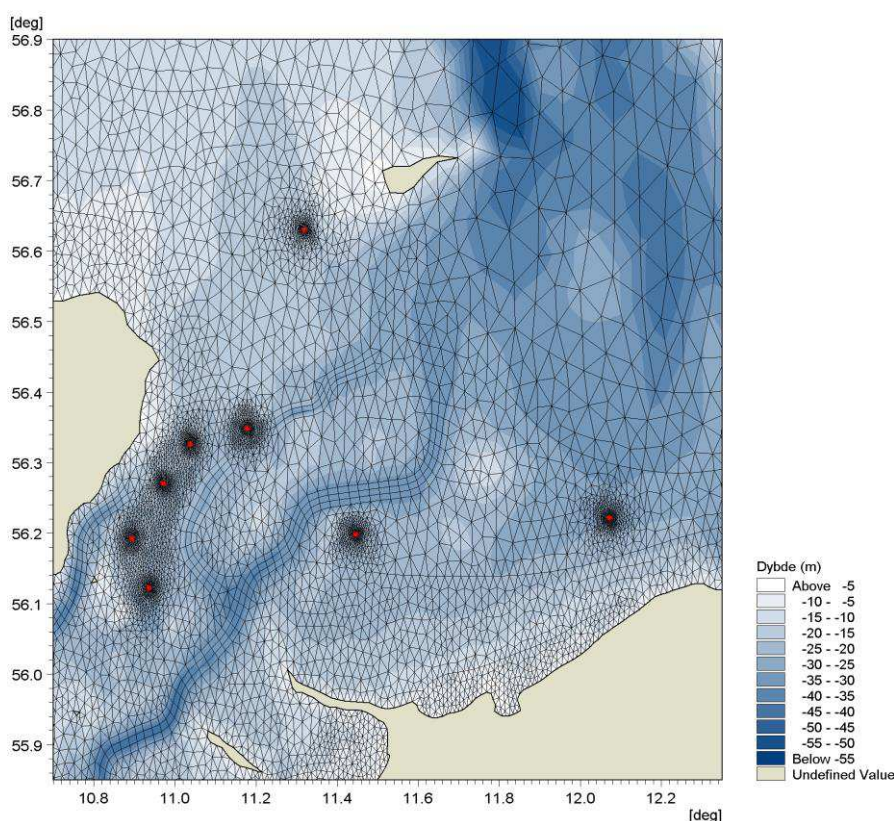 [deg]
56.9
56.8
56.7
56.6
56.5
56.4
56.3
56.2
56.1
56.0
55.9
10.8 11.0 11.2 11.4 11.6 11.8 12.0 12.2
[deg]
Dybde (m)
Above -5
-10 - -5
-15 - -10
-20 - -15
-25 - -20
-30 - -25
-35 - -30
-40 - -35
-45 - -40
-50 - -45
-55 - -50
Below -55
Undefined Value